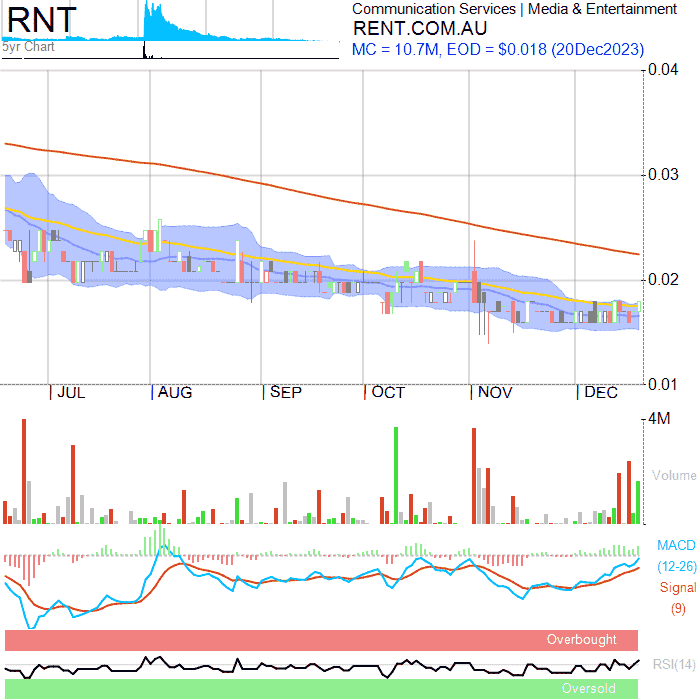 RNT
Communication Services | Media & Entertainment
RENT.COM.AU
5yr Chart
MC = 10.7M, EOD = $0.018 (20Dec2023)
0.04
0.03
0.02
0.01
JUL AUG SEP OCT NOV DEC
4M
Volume
MACD
(12-26)
Signal
(9)
Overbought
RSI(14)
Oversold